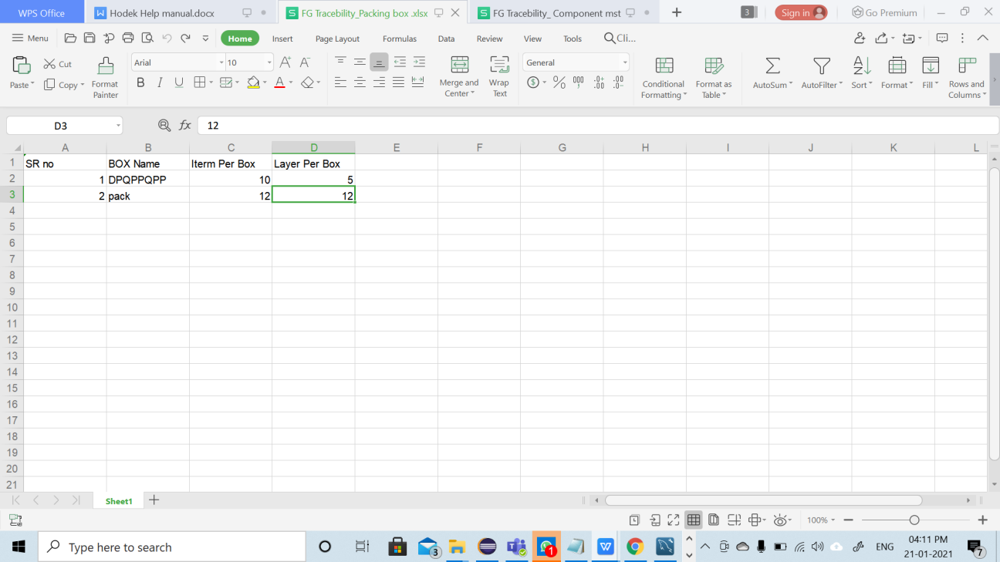 WPS Office Hodek Help manual.docx FG Tracebility_Packing box .xlsx FG Tracebility_ Component mst 3 Sign in Go Premium
Menu Home Insert Page Layout Formulas Data Review View Tools Cli...
Cut Arial 10 A+ A- General
Paste Copy Format Painter B I U A Merge and Center Wrap Text Conditional Formatting Format as Table AutoSum AutoFilter Sort Format Fill Rows and Columns
D3 fx 12
A B C D E F G H I J K L
1 SR no BOX Name Iterm Per Box Layer Per Box
2 1 DPQPPQPP 10 5
3 2 pack 12 12
4
5
6
7
8
9
10
11
12
13
14
15
16
17
18
19
20
21
Sheet1
100%
Type here to search 3 1 ENG 04:11 PM
21-01-2021 7